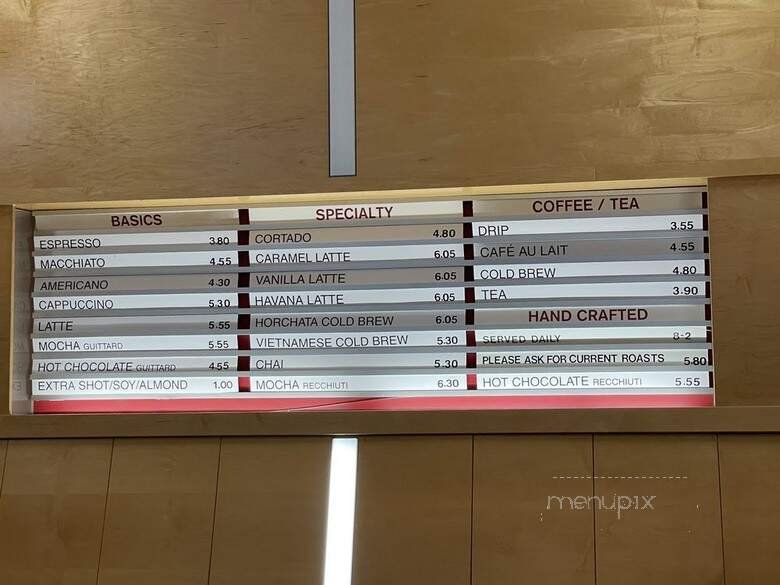 BASICS
ESPRESSO 3.80
MACCHIATO 4.55
AMERICANO 4.30
CAPPUCCINO 5.30
LATTE 5.55
MOCHA GUITTARD 5.55
HOT CHOCOLATE GUITTARD 4.55
EXTRA SHOT/SOY/ALMOND 1.00
SPECIALTY
CORTADO 4.80
CARAMEL LATTE 6.05
VANILLA LATTE 6.05
HAVANA LATTE 6.05
HORCHATA COLD BREW 6.05
VIETNAMESE COLD BREW 5.30
CHAI 5.30
MOCHA RECCHIUTI 6.30
COFFEE / TEA
DRIP 3.55
CAFÉ AU LAIT 4.55
COLD BREW 4.80
TEA 3.90
HAND CRAFTED
SERVED DAILY 8-2
PLEASE ASK FOR CURRENT ROASTS 5.80
HOT CHOCOLATE RECCHIUTI 5.55
menupix